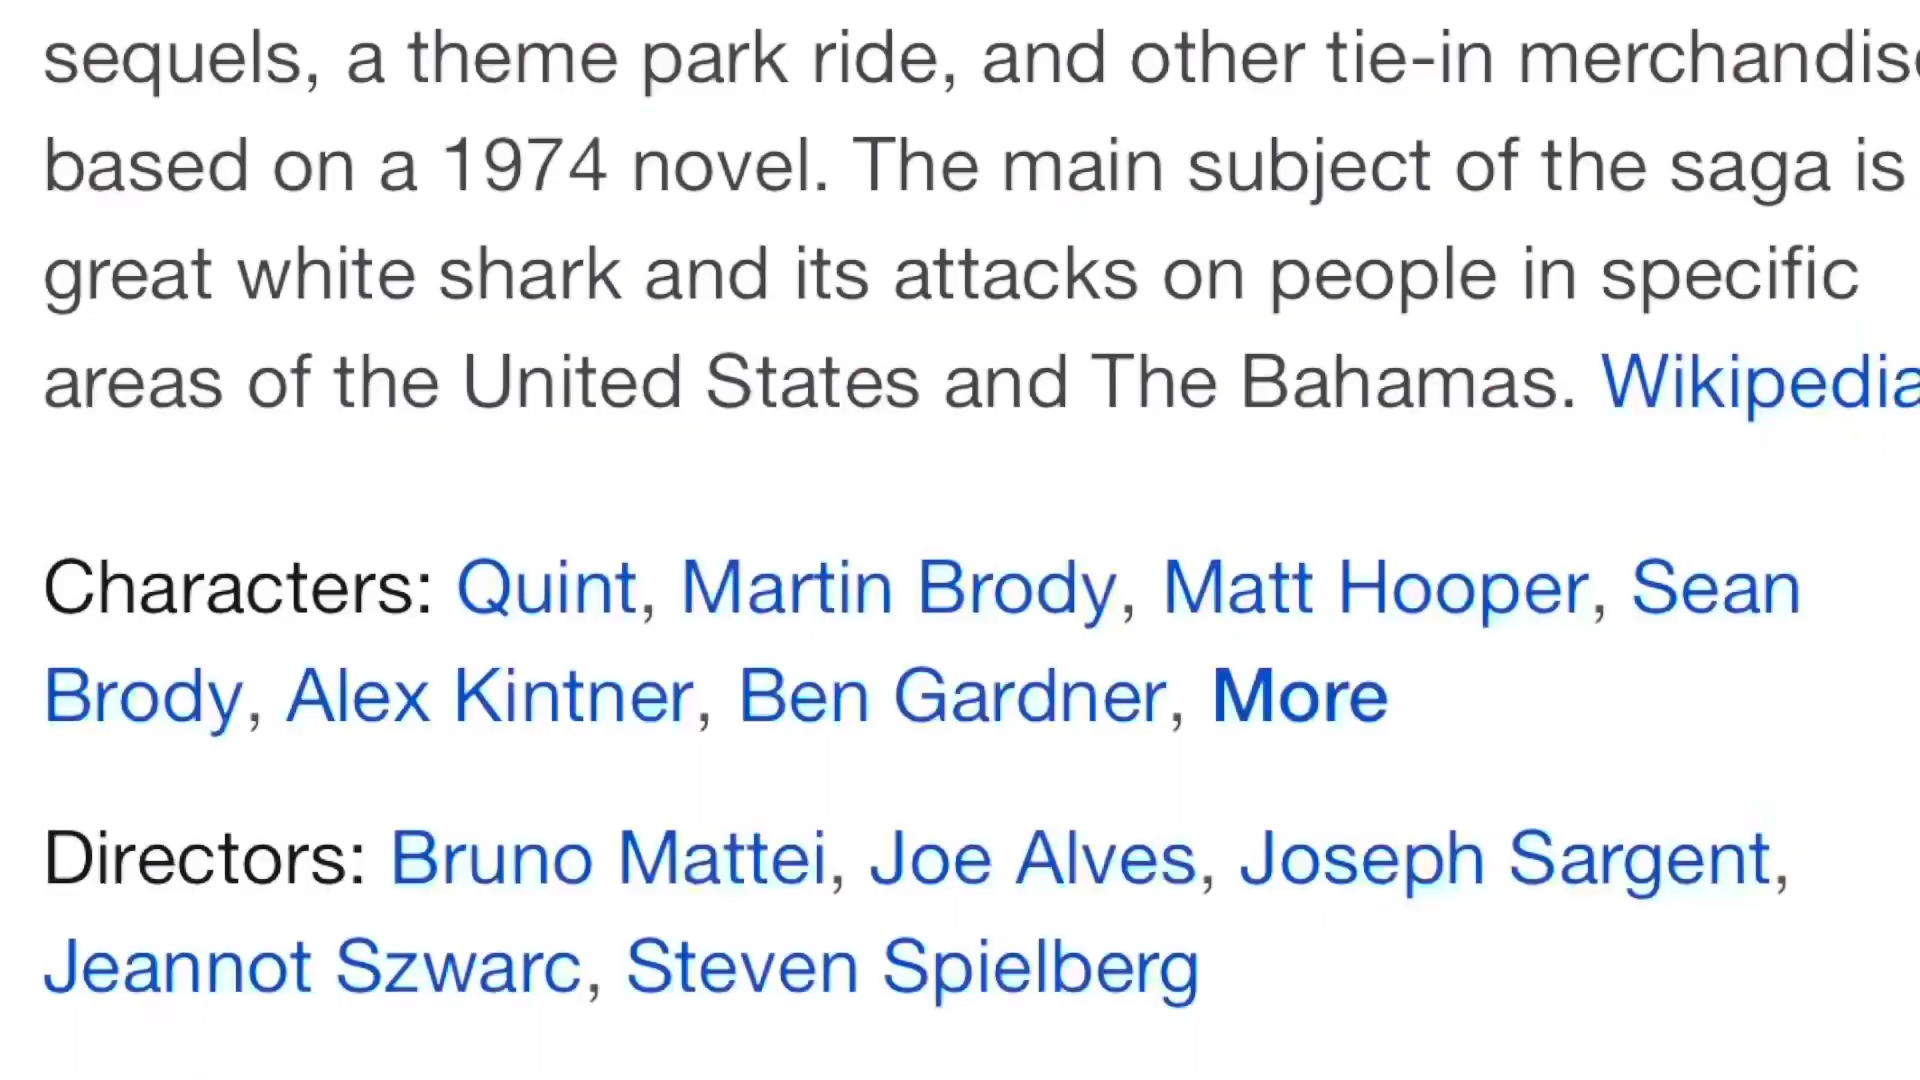 sequels, a theme park ride, and other tie-in merchandise
based on a 1974 novel. The main subject of the saga is
great white shark and its attacks on people in specific
areas of the United States and The Bahamas. Wikipedia
Characters: Quint, Martin Brody, Matt Hooper, Sean
Brody, Alex Kintner, Ben Gardner, More
Directors: Bruno Mattei, Joe Alves, Joseph Sargent,
Jeannot Szwarc, Steven Spielberg